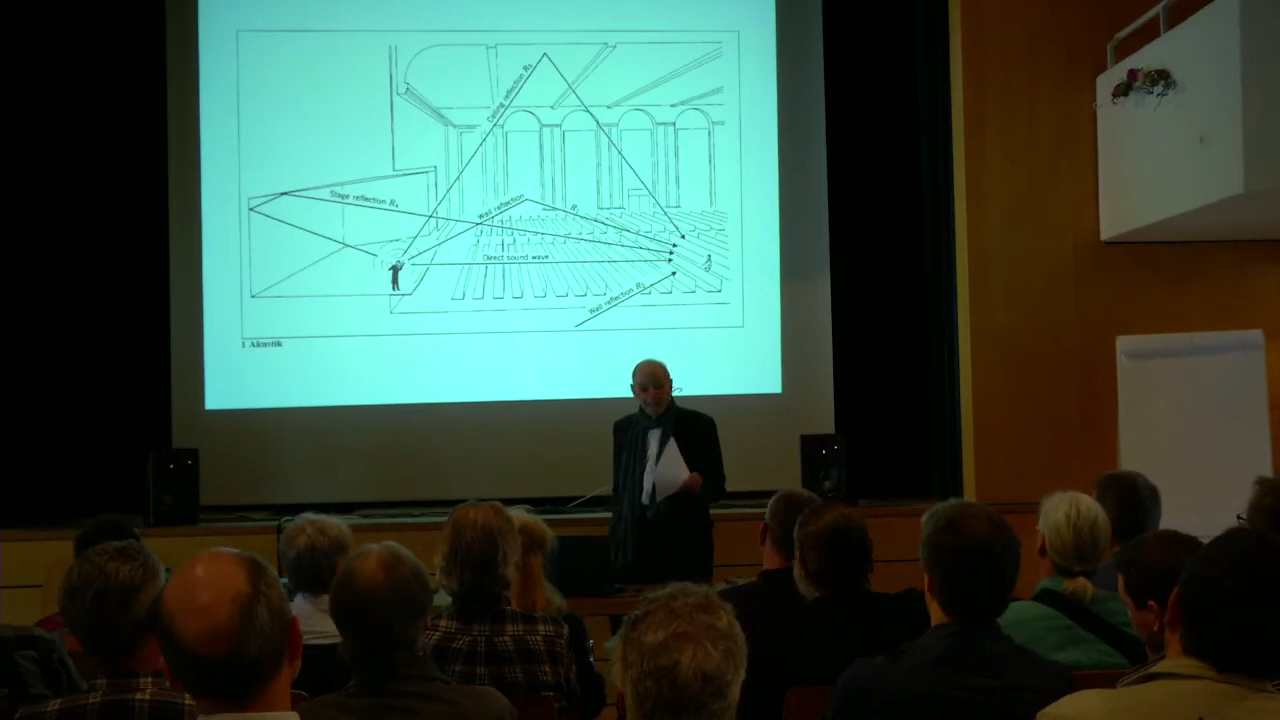 Ceiling reflection R3
Stage reflection R4
Wall reflection
R1
Direct sound wave
Wall reflection R2
1 Akustik